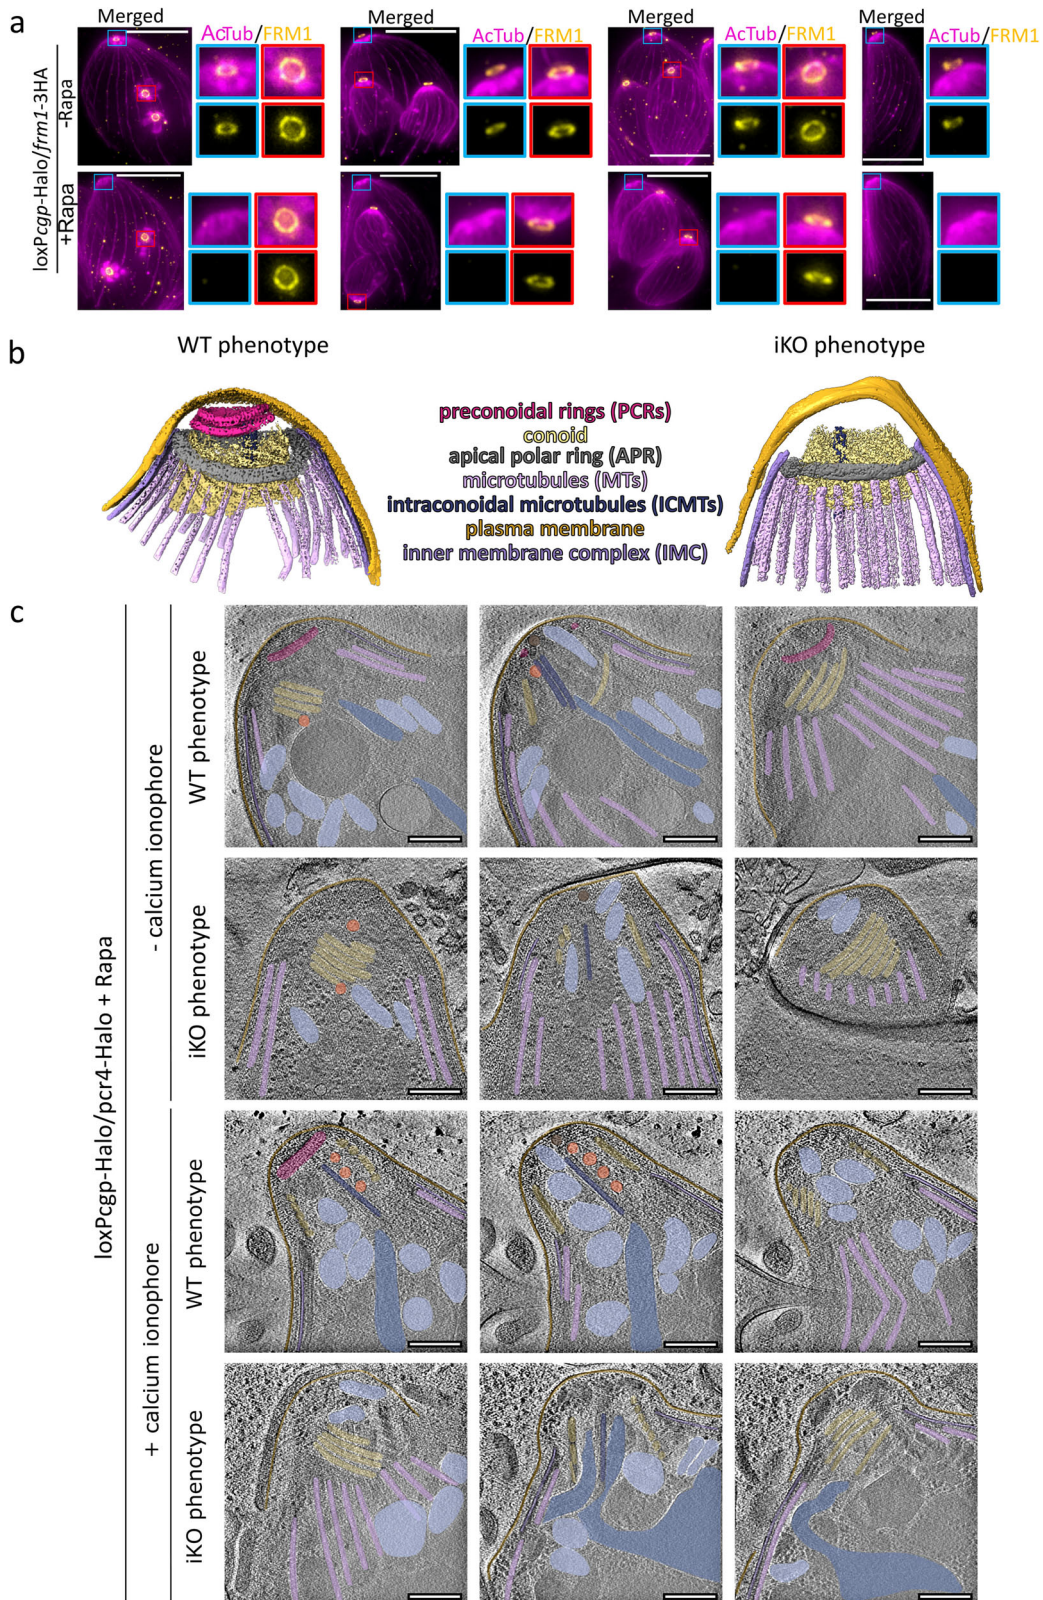 a
Merged
AcTub/FRM1
Merged
AcTub/FRM1
Merged
AcTub/FRM1
Merged
AcTub/FRM1
loxPcgp-Halo/frm1-3HA
-Rapa
+Rapa
b
WT phenotype
iKO phenotype
preconoidal rings (PCRs)
conoid
apical polar ring (APR)
microtubules (MTs)
intraconoidal microtubules (ICMTs)
plasma membrane
inner membrane complex (IMC)
c
loxPcgp-Halo/pcr4-Halo + Rapa
- calcium ionophore
WT phenotype
iKO phenotype
+ calcium ionophore
WT phenotype
iKO phenotype